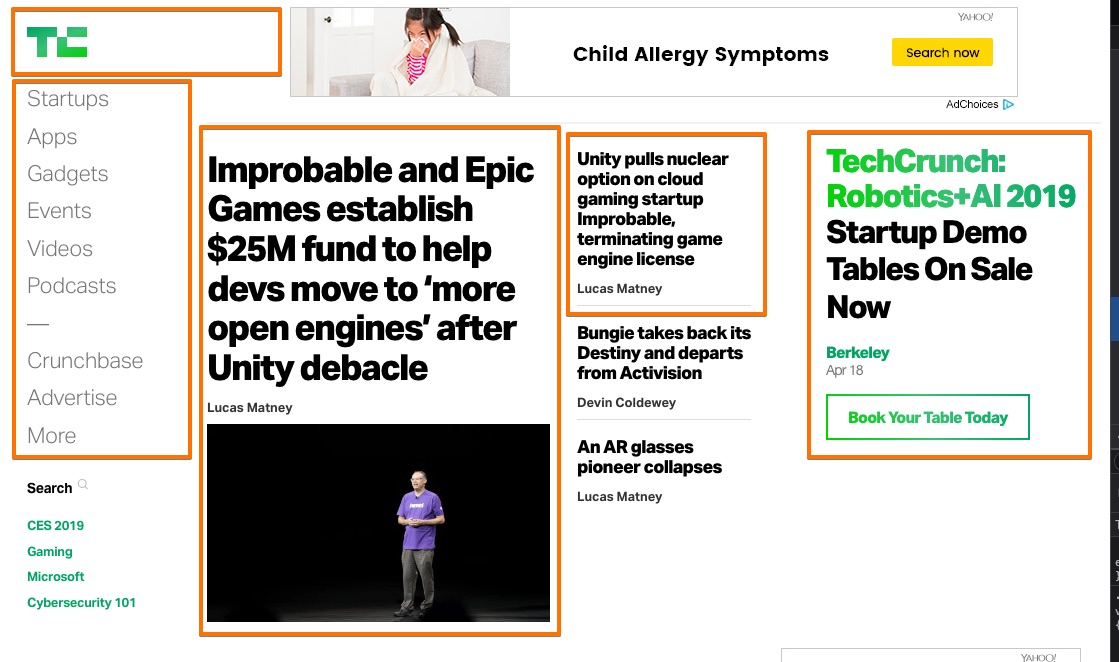 TC
YAHOO!
Child Allergy Symptoms
Search now
AdChoices
Startups
Apps
Gadgets
Events
Videos
Podcasts
—
Crunchbase
Advertise
More
Search
CES 2019
Gaming
Microsoft
Cybersecurity 101
Improbable and Epic
Games establish
$25M fund to help
devs move to ‘more
open engines’ after
Unity debacle
Lucas Matney
Unity pulls nuclear
option on cloud
gaming startup
Improbable,
terminating game
engine license
Lucas Matney
Bungie takes back its
Destiny and departs
from Activision
Devin Coldewey
An AR glasses
pioneer collapses
Lucas Matney
TechCrunch:
Robotics+AI 2019
Startup Demo
Tables On Sale
Now
Berkeley
Apr 18
Book Your Table Today
YAHOO!